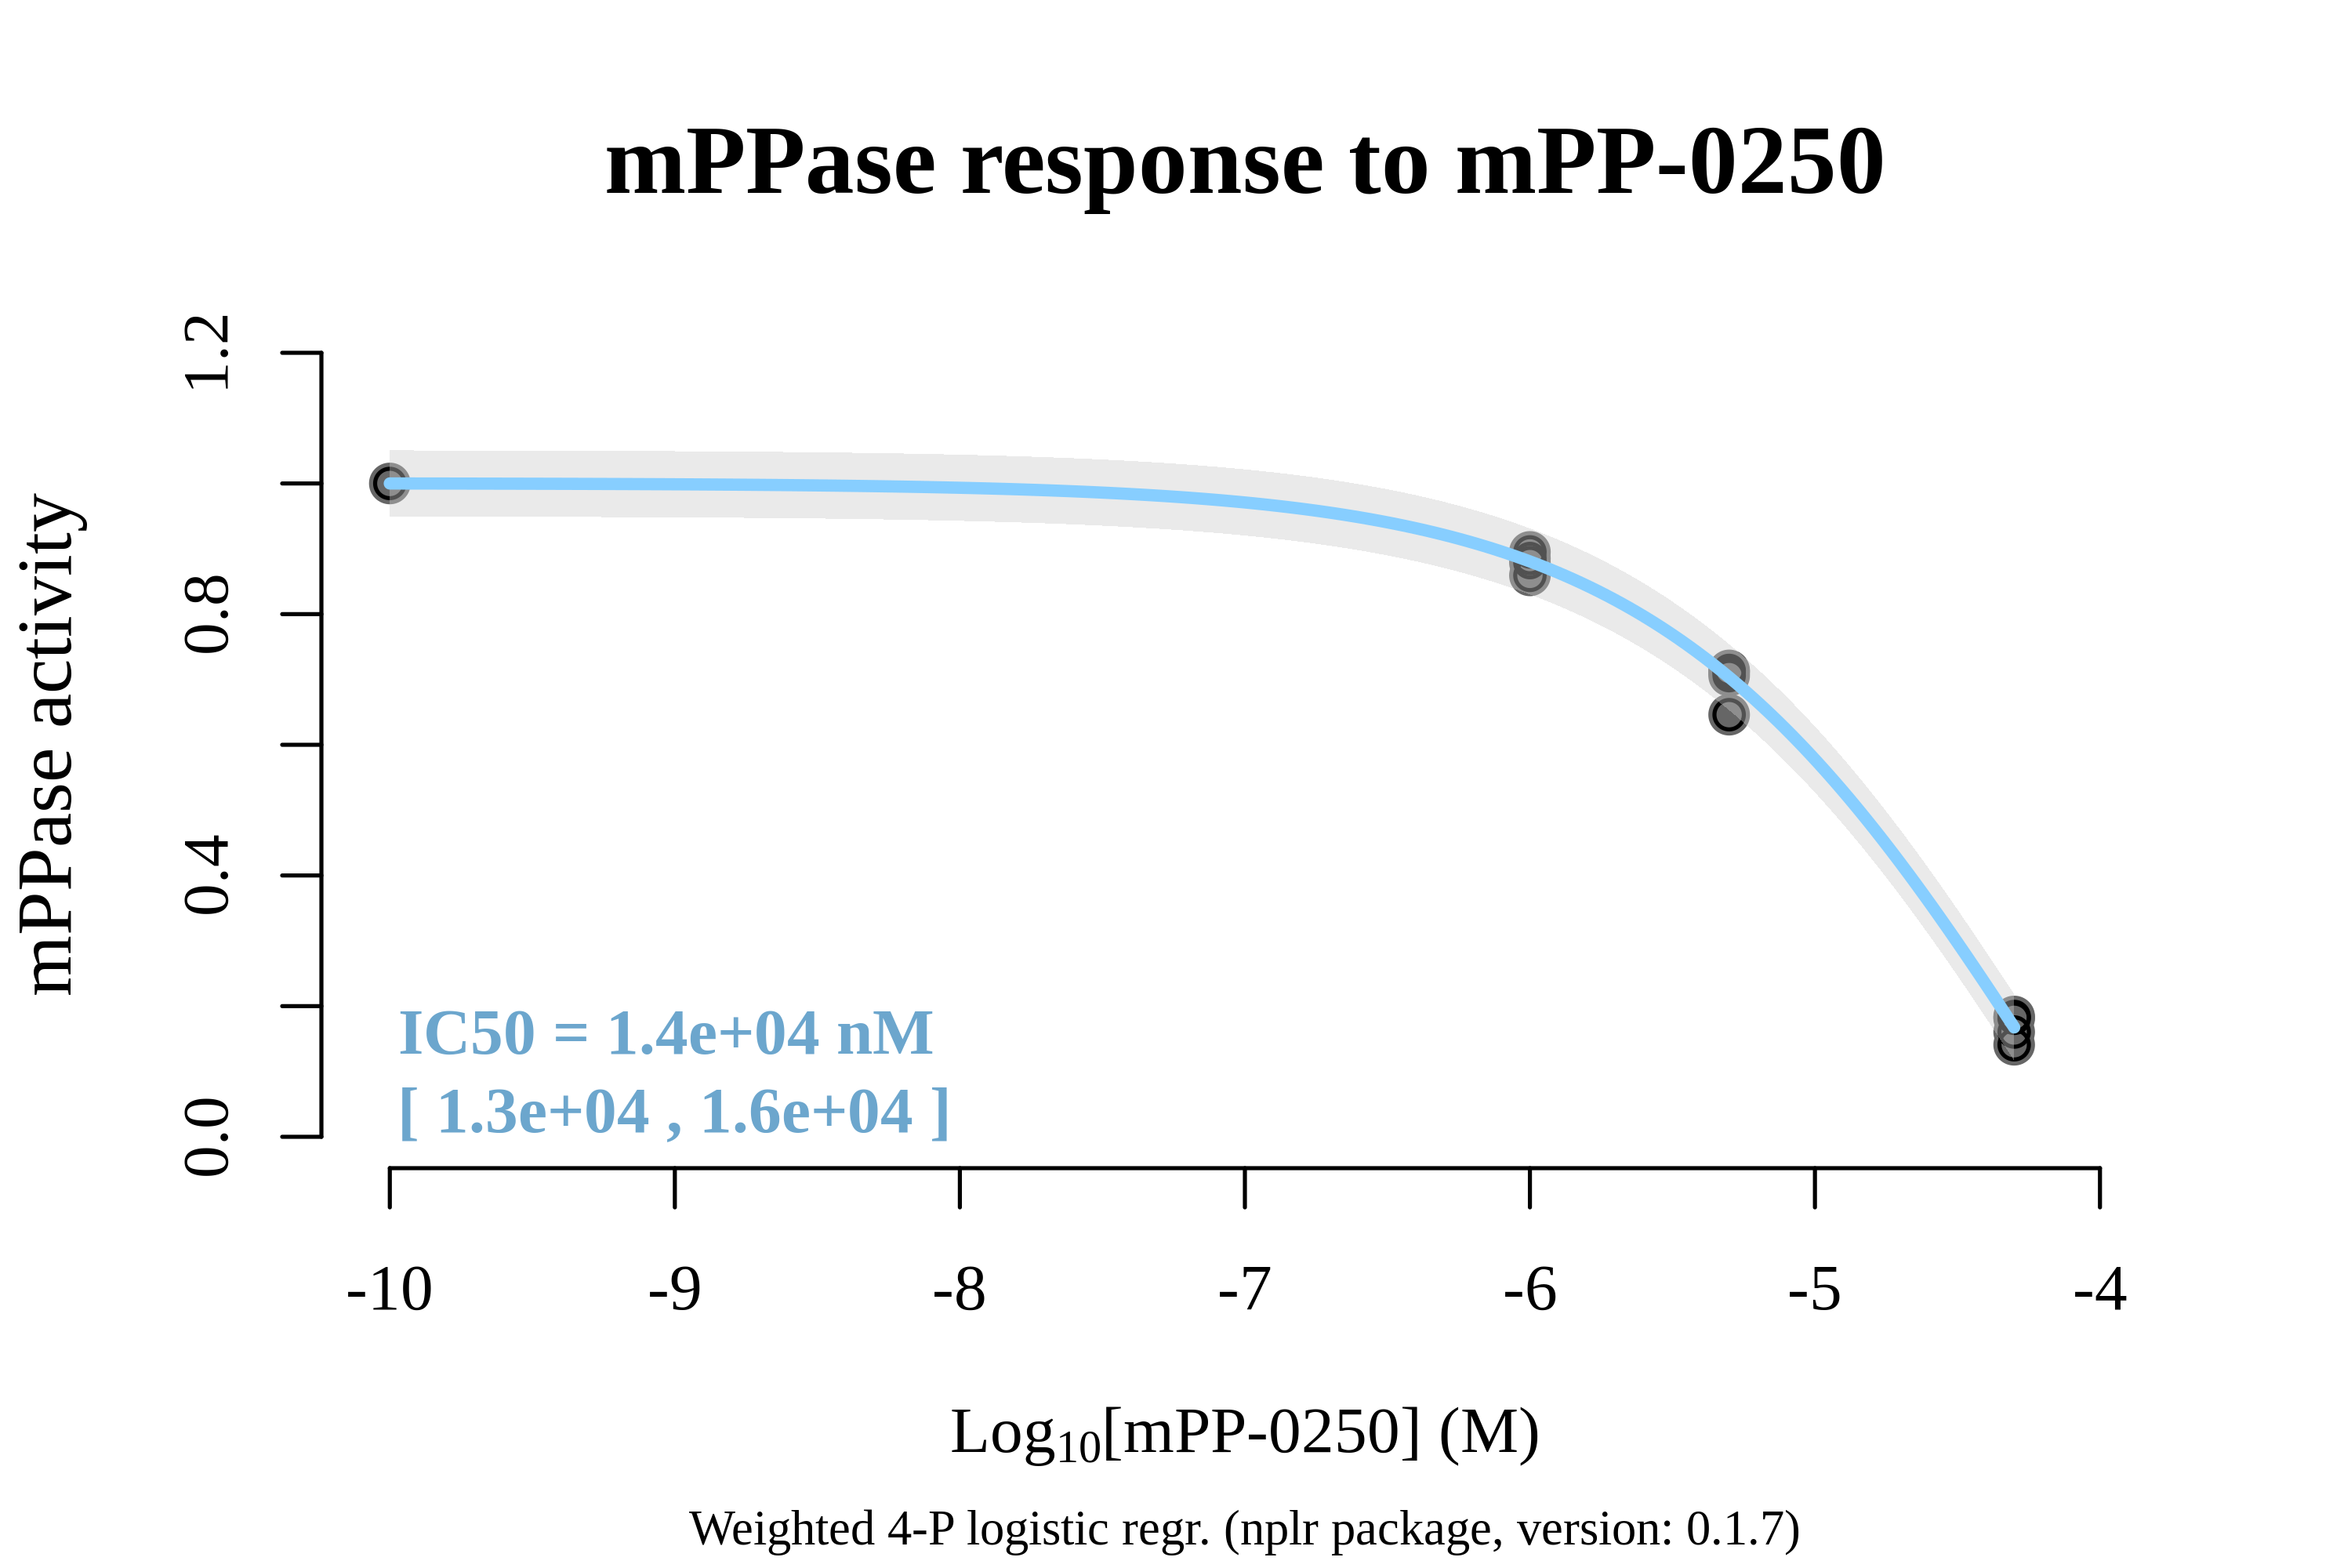 mPPase response to mPP-0250
mPPase activity
1.2
0.8
0.4
0.0
IC50 = 1.4e+04 nM
[ 1.3e+04 , 1.6e+04 ]
-10 -9 -8 -7 -6 -5 -4
Log10[mPP-0250] (M)
Weighted 4-P logistic regr. (nplr package, version: 0.1.7)